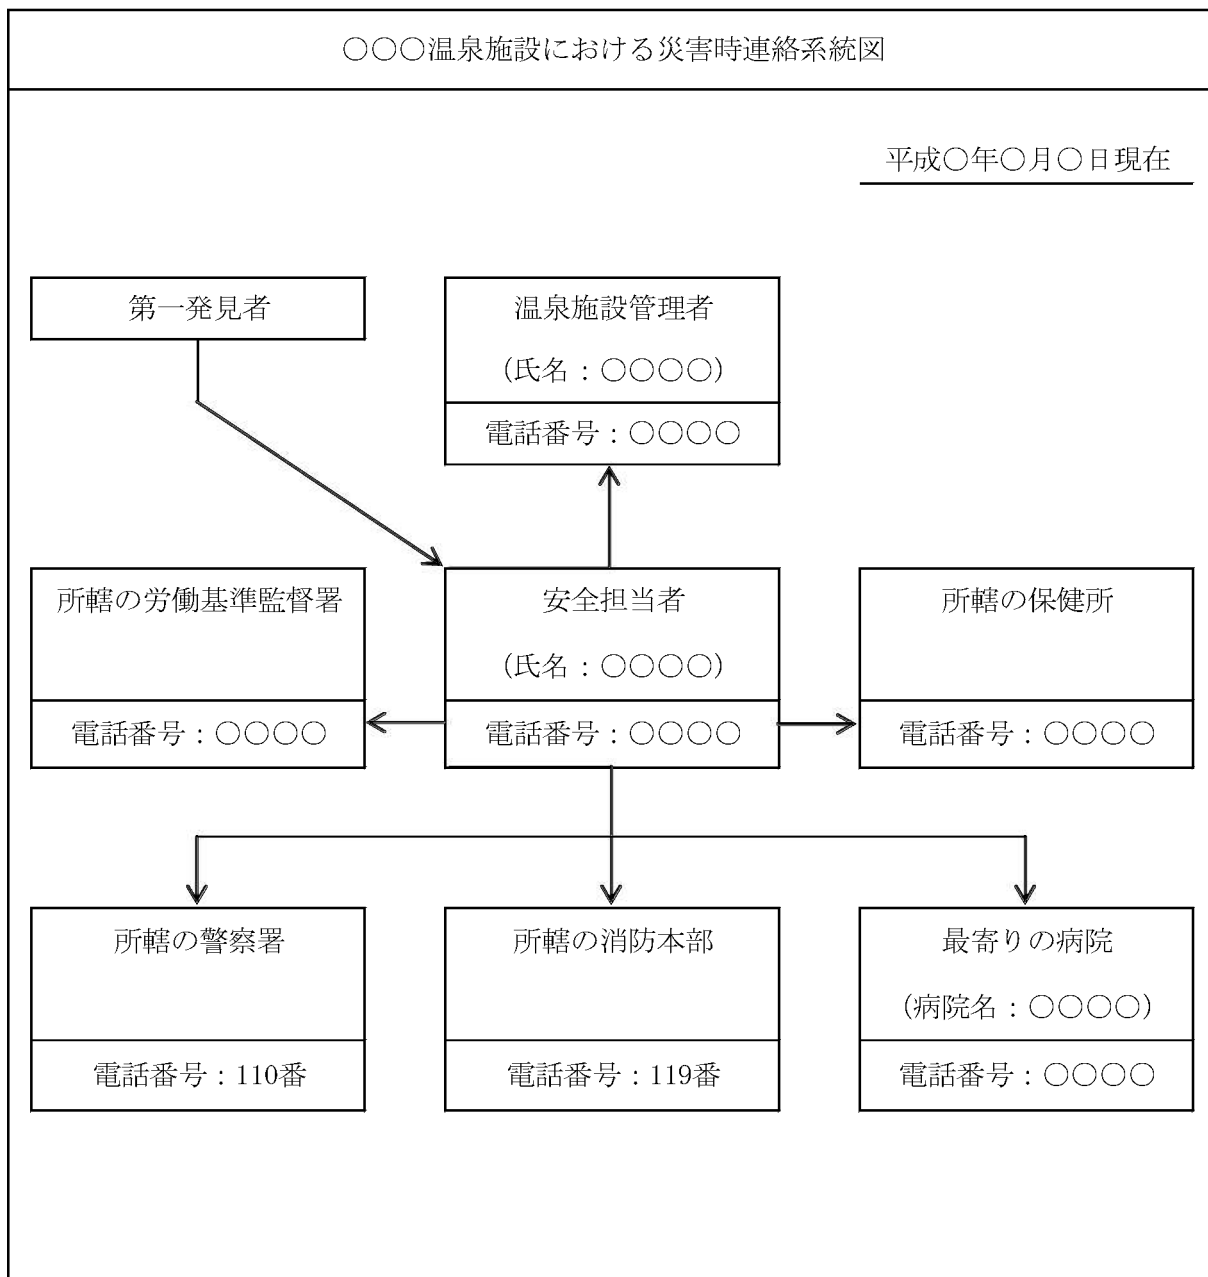 ○○○温泉施設における災害時連絡系統図
平成○年○月○日現在
第一発見者
温泉施設管理者
(氏名：○○○○)
電話番号：○○○○
所轄の労働基準監督署
電話番号：○○○○
安全担当者
(氏名：○○○○)
電話番号：○○○○
所轄の保健所
電話番号：○○○○
所轄の警察署
電話番号：110番
所轄の消防本部
電話番号：119番
最寄りの病院
(病院名：○○○○)
電話番号：○○○○